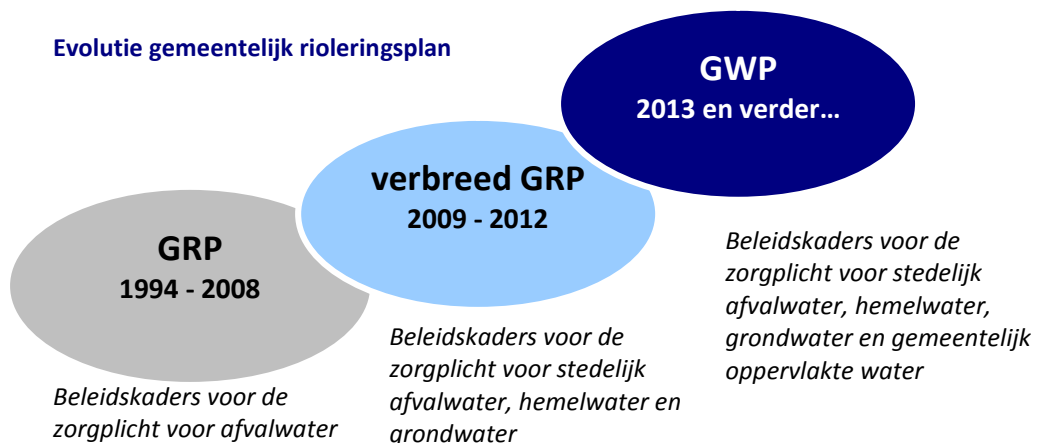 Evolutie gemeentelijk rioleringsplan
GRP
1994 - 2008
Beleidskaders voor de
zorgplicht voor afvalwater
verbreed GRP
2009 - 2012
Beleidskaders voor de
zorgplicht voor stedelijk
afvalwater, hemelwater en
grondwater
GWP
2013 en verder…
Beleidskaders voor de
zorgplicht voor stedelijk
afvalwater, hemelwater,
grondwater en gemeentelijk
oppervlakte water